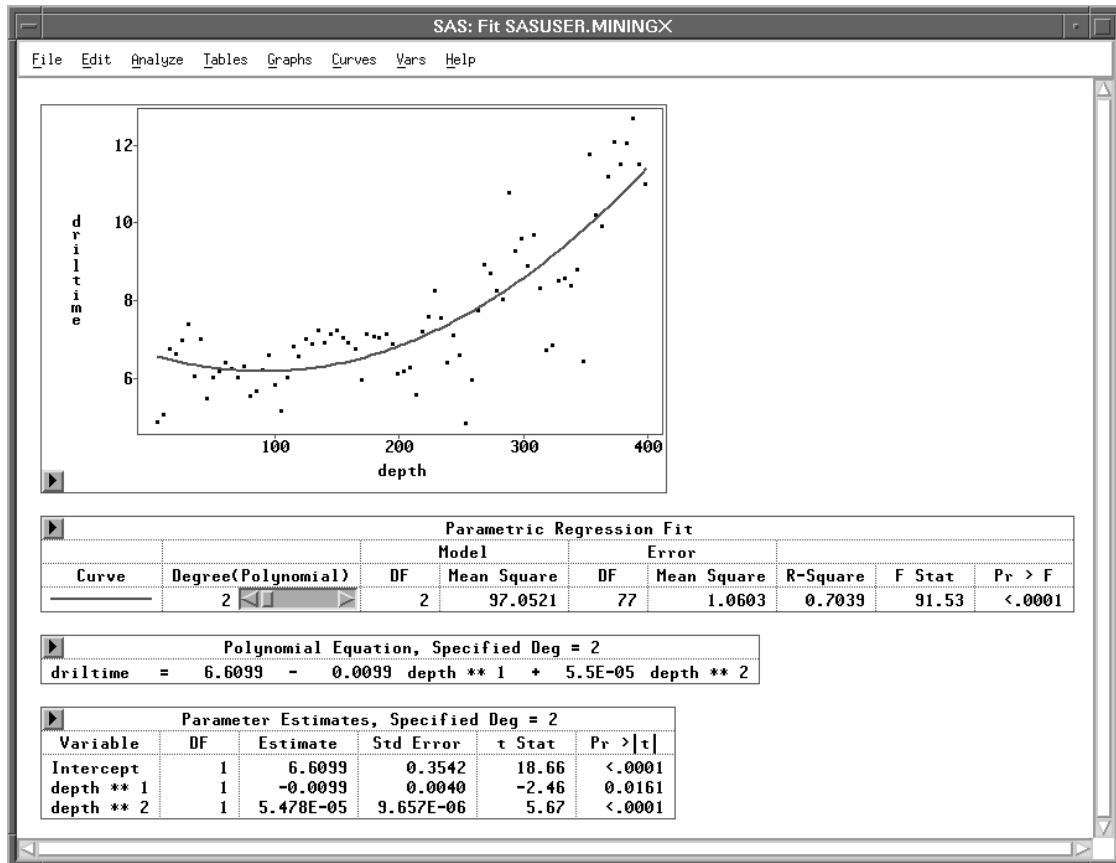 SAS: Fit SASUSER.MININGX
File Edit Analyze Tables Graphs Curves Vars Help
12
10
8
6
driltime
100 200 300 400
depth
Parametric Regression Fit
Model Error
Curve Degree(Polynomial) DF Mean Square DF Mean Square R-Square F Stat Pr > F
2 2 97.0521 77 1.0603 0.7039 91.53 <.0001
Polynomial Equation, Specified Deg = 2
driltime = 6.6099 - 0.0099 depth ** 1 + 5.5E-05 depth ** 2
Parameter Estimates, Specified Deg = 2
Variable DF Estimate Std Error t Stat Pr >|t|
Intercept 1 6.6099 0.3542 18.66 <.0001
depth ** 1 1 -0.0099 0.0040 -2.46 0.0161
depth ** 2 1 5.478E-05 9.657E-06 5.67 <.0001